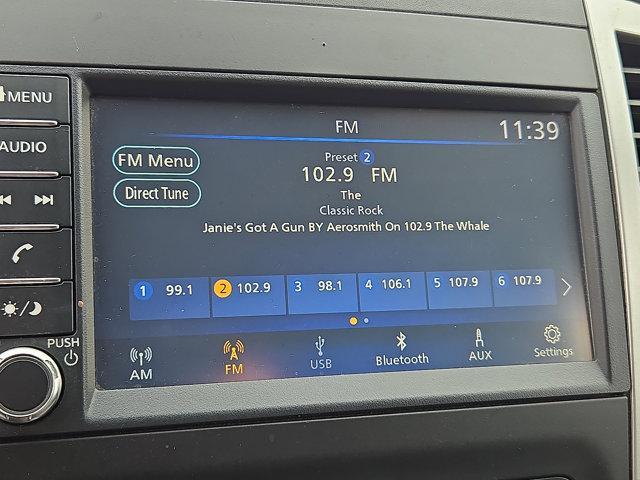 MENU
AUDIO
PUSH
FM
11:39
FM Menu
Direct Tune
Preset 2
102.9 FM
The
Classic Rock
Janie's Got A Gun BY Aerosmith On 102.9 The Whale
1 99.1
2 102.9
3 98.1
4 106.1
5 107.9
6 107.9
AM
FM
USB
Bluetooth
AUX
Settings